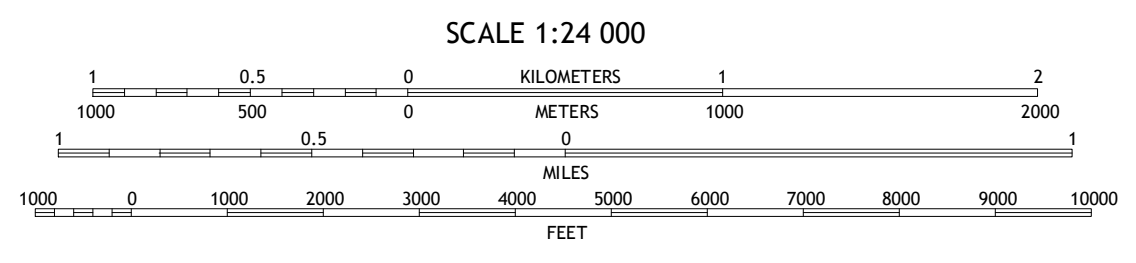 SCALE 1:24 000
1 0.5 0 KILOMETERS 1 2
1000 500 0 METERS 1000 2000
1 0.5 0 1
MILES
1000 0 1000 2000 3000 4000 5000 6000 7000 8000 9000 10000
FEET